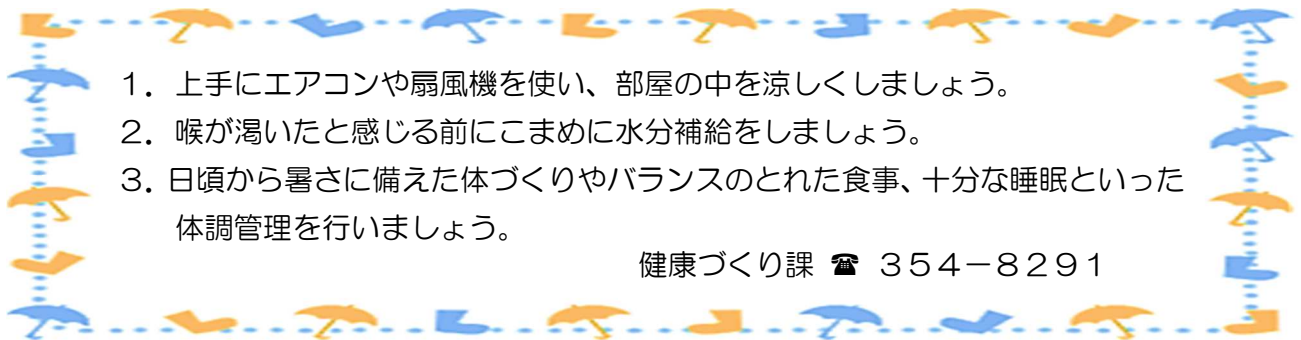 １．上手にエアコンや扇風機を使い、部屋の中を涼しくしましょう。
２．喉が渇いたと感じる前にこまめに水分補給をしましょう。
３．日頃から暑さに備えた体づくりやバランスのとれた食事、十分な睡眠といった
体調管理を行いましょう。
健康づくり課 ☎ ３５４－８２９１